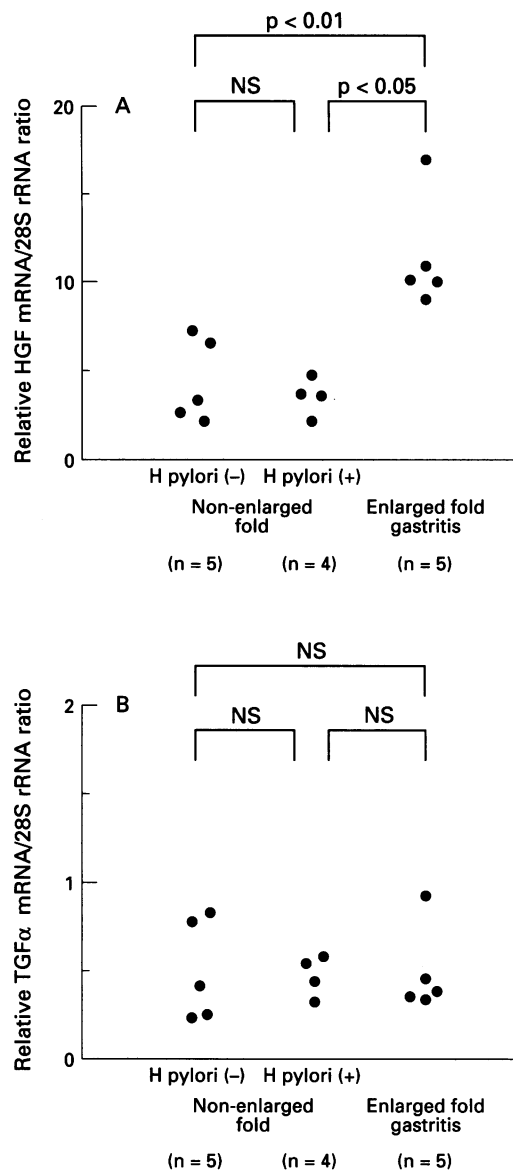 p < 0.01
NS
p < 0.05
A
20
10
0
Relative HGF mRNA/28S rRNA ratio
H pylori (–) H pylori (+)
Non-enlarged fold
Enlarged fold gastritis
(n = 5) (n = 4) (n = 5)
NS
NS
NS
B
2
1
0
Relative TGFα mRNA/28S rRNA ratio
H pylori (–) H pylori (+)
Non-enlarged fold
Enlarged fold gastritis
(n = 5) (n = 4) (n = 5)